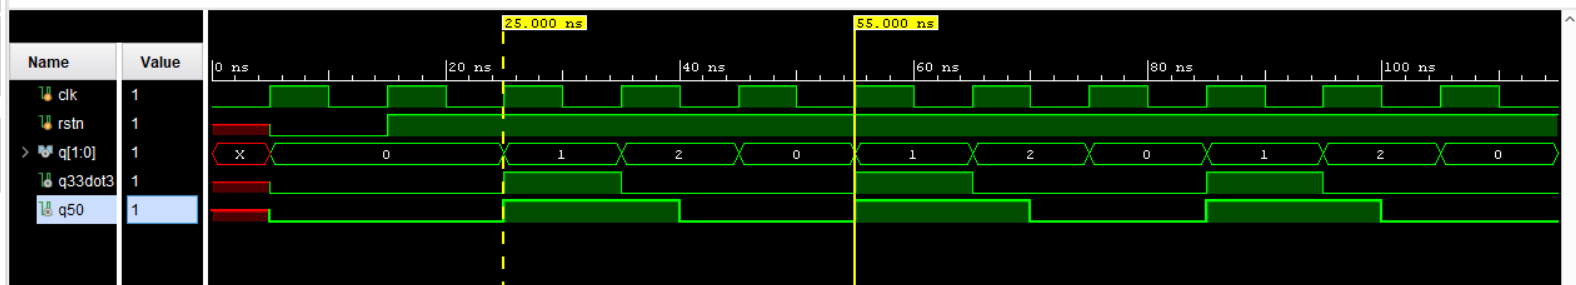 25.000 ns 55.000 ns
Name Value
0 ns 20 ns 40 ns 60 ns 80 ns 100 ns
clk 1
rstn 1
q[1:0] 1 X 0 1 2 0 1 2 0 1 2 0
q33dot3 1
q50 1